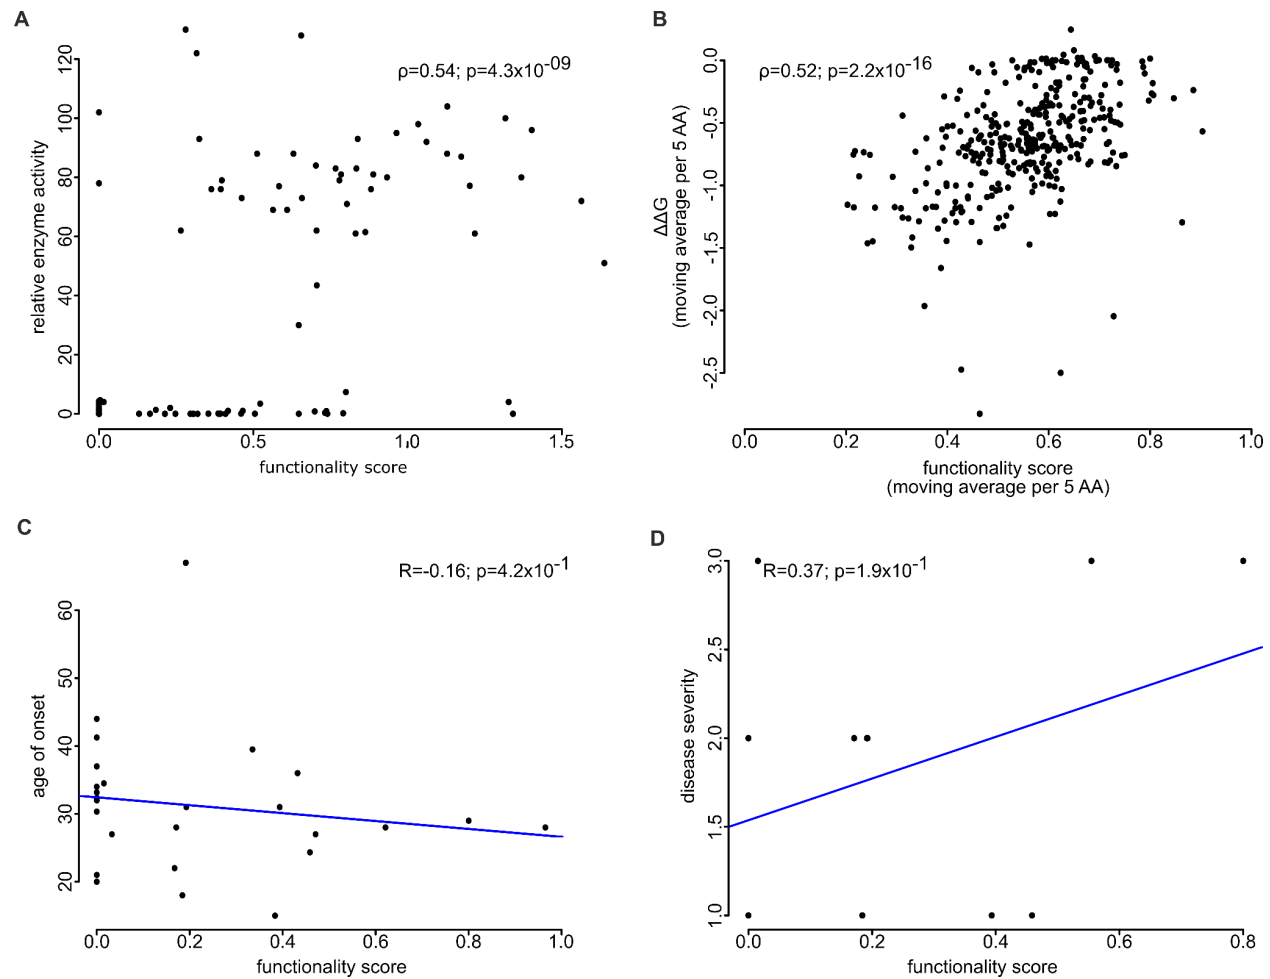 A
ρ=0.54; p=4.3x10-09
relative enzyme activity
0
20
40
60
80
100
120
0.0
0.5
1.0
1.5
functionality score
B
ρ=0.52; p=2.2x10-16
ΔΔG
(moving average per 5 AA)
0.0
-0.5
-1.0
-1.5
-2.0
-2.5
0.0
0.2
0.4
0.6
0.8
1.0
functionality score
(moving average per 5 AA)
C
R=-0.16; p=4.2x10-1
age of onset
20
30
40
50
60
0.0
0.2
0.4
0.6
0.8
1.0
functionality score
D
R=0.37; p=1.9x10-1
disease severity
1.0
1.5
2.0
2.5
3.0
0.0
0.2
0.4
0.6
0.8
functionality score